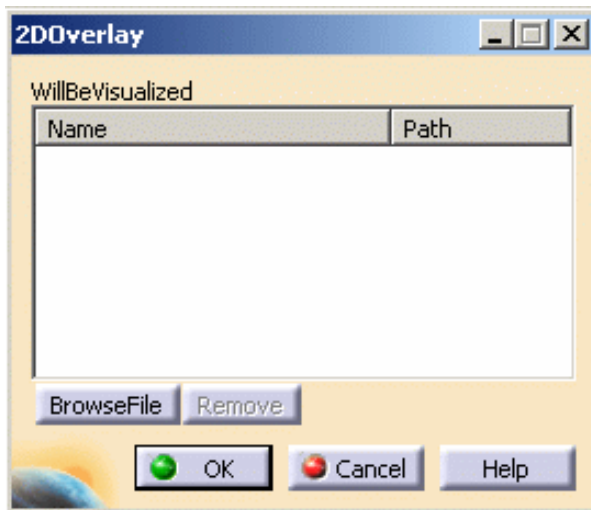 2DOverlay
WillBeVisualized
Name Path
BrowseFile Remove
OK Cancel Help